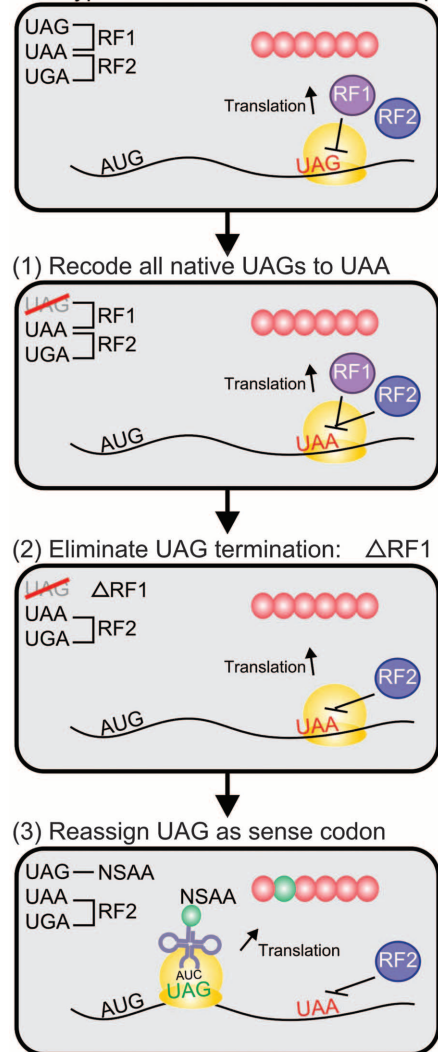 UAG
UAA
UGA
RF1
RF2
Translation
RF1
RF2
AUG
UAG
(1) Recode all native UAGs to UAA
UAG
UAA
UGA
RF1
RF2
Translation
RF1
RF2
AUG
UAA
(2) Eliminate UAG termination: △RF1
UAG
△RF1
UAA
UGA
RF2
Translation
RF2
AUG
UAA
(3) Reassign UAG as sense codon
UAG — NSAA
UAA
UGA
RF2
NSAA
Translation
AUC
UAG
RF2
AUG
UAA